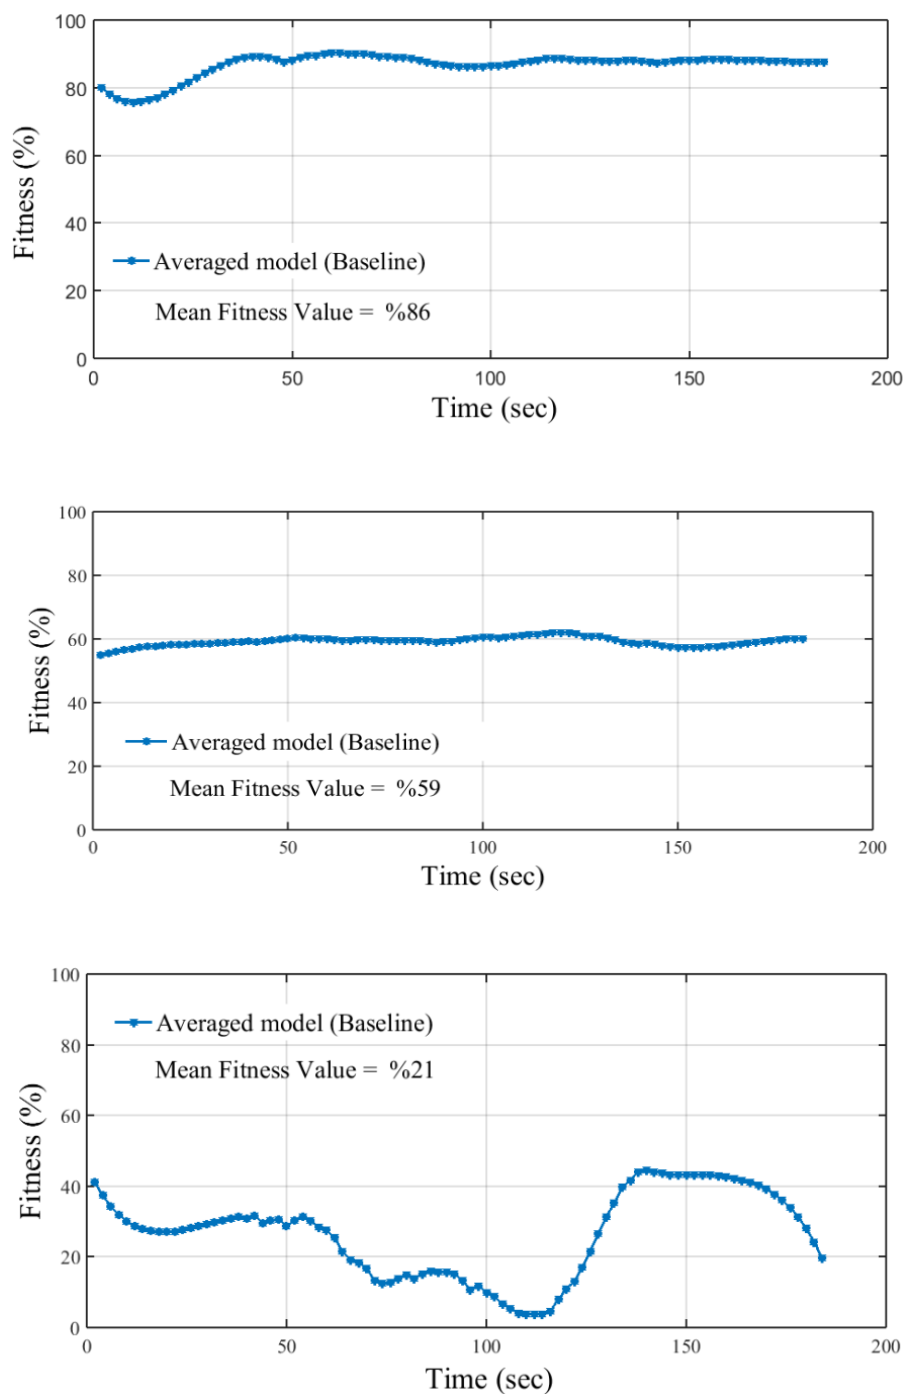 100
80
60
40
20
0
Fitness (%)
Averaged model (Baseline)
Mean Fitness Value = %86
0 50 100 150 200
Time (sec)
100
80
60
40
20
0
Fitness (%)
Averaged model (Baseline)
Mean Fitness Value = %59
0 50 100 150 200
Time (sec)
100
80
60
40
20
0
Fitness (%)
Averaged model (Baseline)
Mean Fitness Value = %21
0 50 100 150 200
Time (sec)